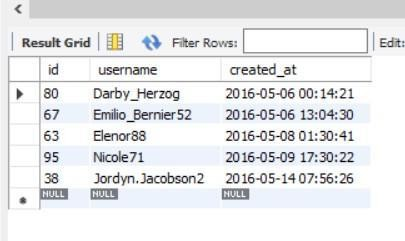 Result Grid Filter Rows: Edit:
id username created_at
80 Darby_Herzog 2016-05-06 00:14:21
67 Emilio_Bernier52 2016-05-06 13:04:30
63 Elenor88 2016-05-08 01:30:41
95 Nicole71 2016-05-09 17:30:22
38 Jordyn.Jacobson2 2016-05-14 07:56:26
NULL NULL NULL